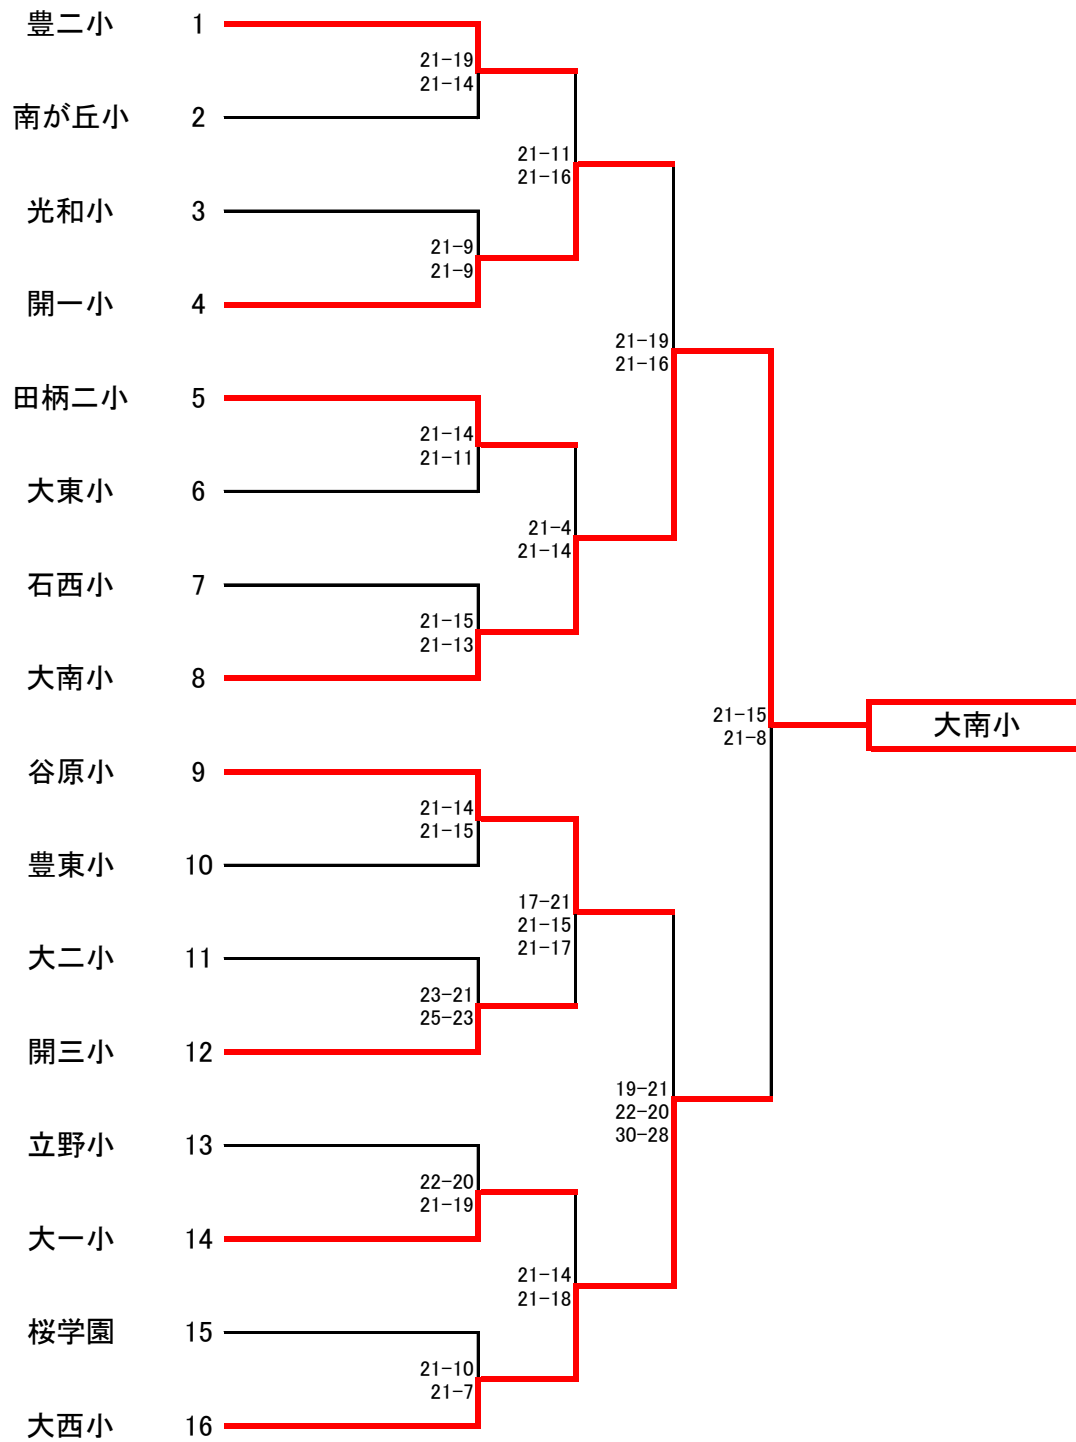 豊二小 1
21-19
21-14
南が丘小 2
21-11
21-16
光和小 3
21-9
21-9
開一小 4
21-19
21-16
田柄二小 5
21-14
21-11
大東小 6
21-4
21-14
石西小 7
21-15
21-13
大南小 8
21-15
21-8
大南小
谷原小 9
21-14
21-15
豊東小 10
17-21
21-15
21-17
大二小 11
23-21
25-23
開三小 12
19-21
22-20
30-28
立野小 13
22-20
21-19
大一小 14
21-14
21-18
桜学園 15
21-10
21-7
大西小 16